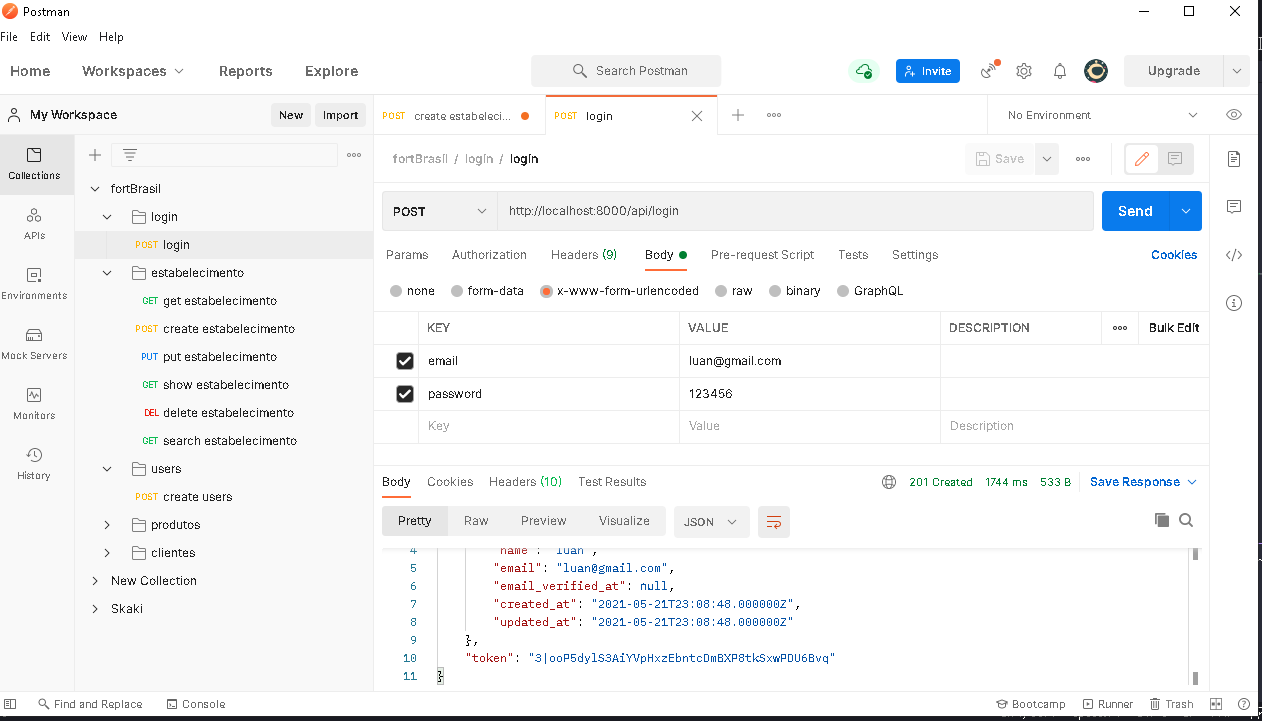 Postman
File Edit View Help
Home Workspaces Reports Explore Search Postman Invite Upgrade
My Workspace New Import
POST create estabeleci... POST login No Environment
Collections
APIs
Environments
Mock Servers
Monitors
History
fortBrasil
login
POST login
estabelecimento
GET get estabelecimento
POST create estabelecimento
PUT put estabelecimento
GET show estabelecimento
DEL delete estabelecimento
GET search estabelecimento
users
POST create users
produtos
clientes
New Collection
Skaki
fortBrasil / login / login Save
POST http://localhost:8000/api/login Send
Params Authorization Headers (9) Body Pre-request Script Tests Settings Cookies
none form-data x-www-form-urlencoded raw binary GraphQL
KEY VALUE DESCRIPTION Bulk Edit
email luan@gmail.com
password 123456
Key Value Description
Body Cookies Headers (10) Test Results 201 Created 1744 ms 533 B Save Response
Pretty Raw Preview Visualize JSON
4 "name": "luan",
5 "email": "luan@gmail.com",
6 "email_verified_at": null,
7 "created_at": "2021-05-21T23:08:48.000000Z",
8 "updated_at": "2021-05-21T23:08:48.000000Z"
9 },
10 "token": "3|ooP5dylS3AiYVpHxzEbntcDmBXP8tkSxwPDU6Bvq"
11 }
Find and Replace Console Bootcamp Runner Trash